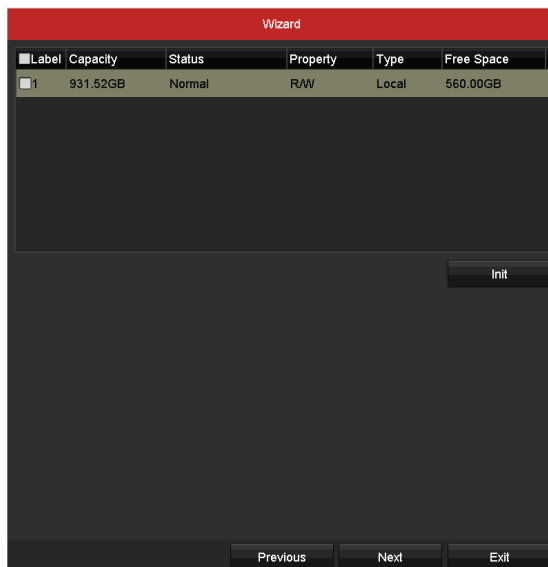 Wizard
Label Capacity Status Property Type Free Space
1 931.52GB Normal R/W Local 560.00GB
Init
Previous Next Exit